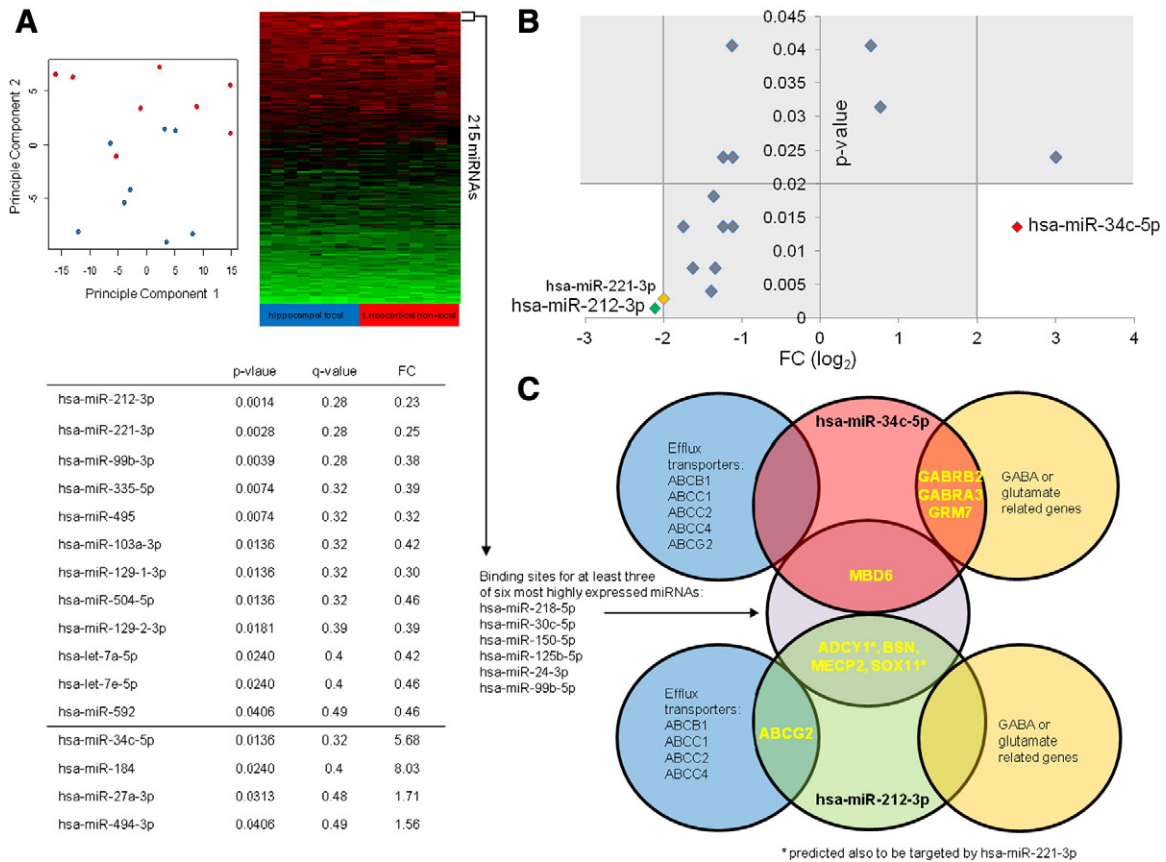 A
Principle Component 2
5
0
-5
-15
-10
-5
0
5
10
15
Principle Component 1
hippocampal focal
t. neocortical non-focal
215 miRNAs
p-vlaue q-value FC
hsa-miR-212-3p 0.0014 0.28 0.23
hsa-miR-221-3p 0.0028 0.28 0.25
hsa-miR-99b-3p 0.0039 0.28 0.38
hsa-miR-335-5p 0.0074 0.32 0.39
hsa-miR-495 0.0074 0.32 0.32
hsa-miR-103a-3p 0.0136 0.32 0.42
hsa-miR-129-1-3p 0.0136 0.32 0.30
hsa-miR-504-5p 0.0136 0.32 0.46
hsa-miR-129-2-3p 0.0181 0.39 0.39
hsa-let-7a-5p 0.0240 0.4 0.42
hsa-let-7e-5p 0.0240 0.4 0.46
hsa-miR-592 0.0406 0.49 0.46
hsa-miR-34c-5p 0.0136 0.32 5.68
hsa-miR-184 0.0240 0.4 8.03
hsa-miR-27a-3p 0.0313 0.48 1.71
hsa-miR-494-3p 0.0406 0.49 1.56
B
0.045
0.04
0.035
0.03
0.025
0.02
0.015
0.01
0.005
0
p-value
hsa-miR-34c-5p
hsa-miR-221-3p
hsa-miR-212-3p
-3
-2
-1
0
1
2
3
4
FC (log2)
C
Efflux
transporters:
ABCB1
ABCC1
ABCC2
ABCC4
ABCG2
hsa-miR-34c-5p
GABRB2
GABRA3
GRM7
GABA or
glutamate
related genes
MBD6
Binding sites for at least three
of six most highly expressed miRNAs:
hsa-miR-218-5p
hsa-miR-30c-5p
hsa-miR-150-5p
hsa-miR-125b-5p
hsa-miR-24-3p
hsa-miR-99b-5p
ADCY1*, BSN,
MECP2, SOX11*
Efflux
transporters:
ABCB1
ABCC1
ABCC2
ABCC4
ABCG2
GABA or
glutamate
related genes
hsa-miR-212-3p
* predicted also to be targeted by hsa-miR-221-3p